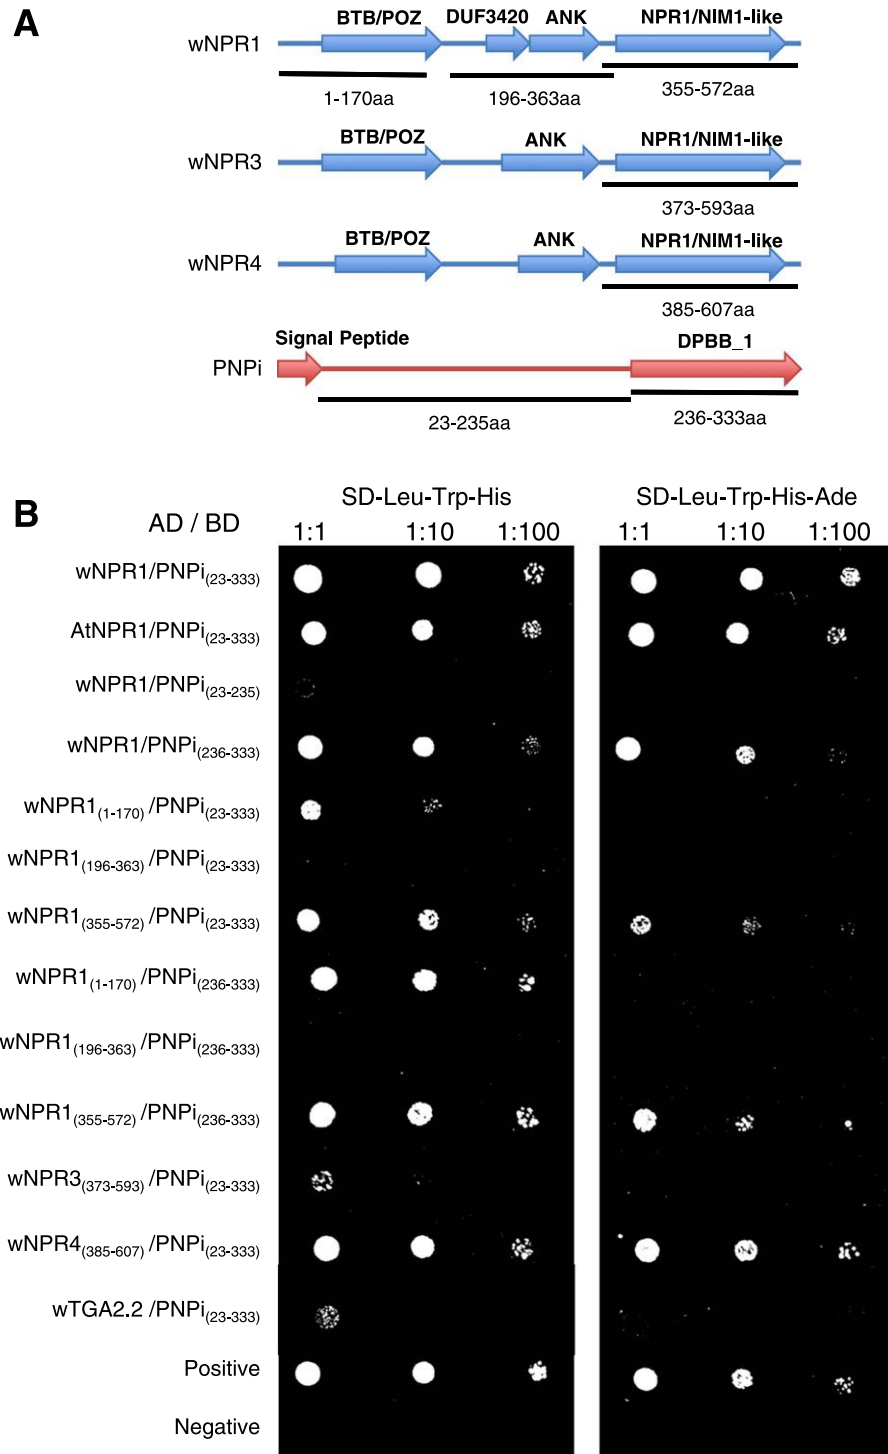 A
BTB/POZ DUF3420 ANK NPR1/NIM1-like
wNPR1
1-170aa 196-363aa 355-572aa
BTB/POZ ANK NPR1/NIM1-like
wNPR3
373-593aa
BTB/POZ ANK NPR1/NIM1-like
wNPR4
385-607aa
Signal Peptide DPBB_1
PNPi
23-235aa 236-333aa
B
SD-Leu-Trp-His SD-Leu-Trp-His-Ade
AD / BD 1:1 1:10 1:100 1:1 1:10 1:100
wNPR1/PNPi(23-333)
AtNPR1/PNPi(23-333)
wNPR1/PNPi(23-235)
wNPR1/PNPi(236-333)
wNPR1(1-170) /PNPi(23-333)
wNPR1(196-363) /PNPi(23-333)
wNPR1(355-572) /PNPi(23-333)
wNPR1(1-170) /PNPi(236-333)
wNPR1(196-363) /PNPi(236-333)
wNPR1(355-572) /PNPi(236-333)
wNPR3(373-593) /PNPi(23-333)
wNPR4(385-607) /PNPi(23-333)
wTGA2.2 /PNPi(23-333)
Positive
Negative